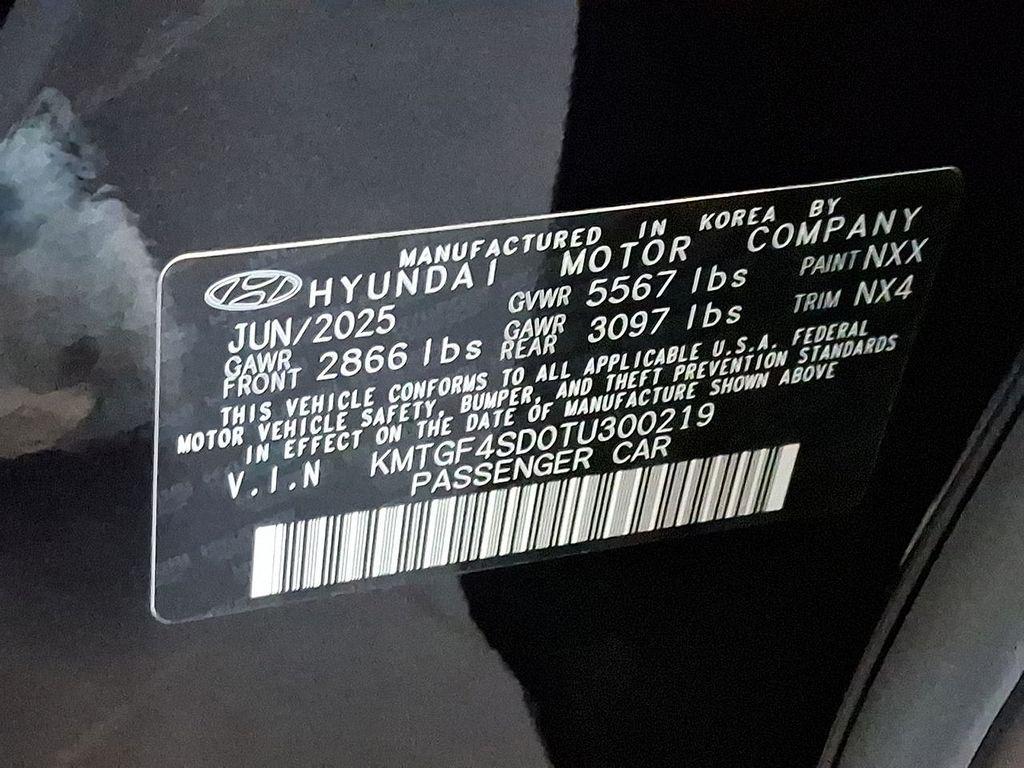 MANUFACTURED IN KOREA BY
HYUNDAI MOTOR COMPANY
JUN/2025 GVWR 5567 lbs PAINT NXX
GAWR FRONT 2866 lbs GAWR REAR 3097 lbs TRIM NX4
THIS VEHICLE CONFORMS TO ALL APPLICABLE U.S.A. FEDERAL
MOTOR VEHICLE SAFETY, BUMPER, AND THEFT PREVENTION STANDARDS
IN EFFECT ON THE DATE OF MANUFACTURE SHOWN ABOVE
V.I.N KMTGF4SD0TU300219
PASSENGER CAR